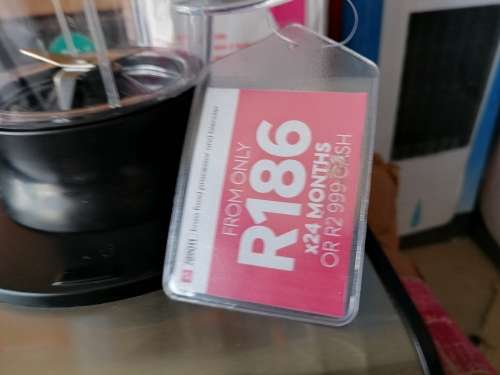 FROM ONLY
R186
X24 MONTHS
OR R2 999 CASH